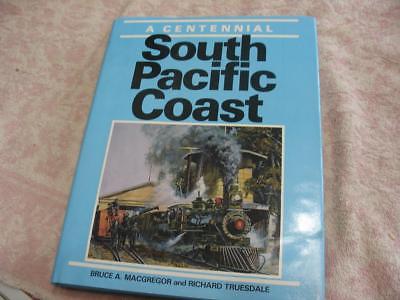 A CENTENNIAL
South
Pacific
Coast
BRUCE A. MACGREGOR AND RICHARD TRUESDALE